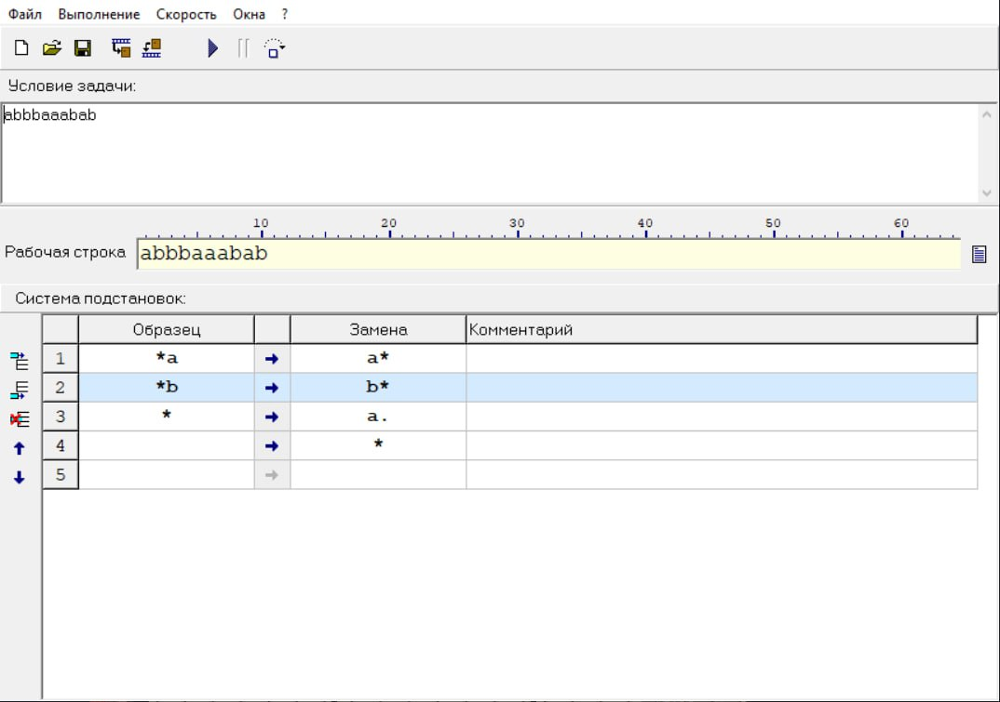 Файл Выполнение Скорость Окна ?
Условие задачи:
abbbaaabab
10 20 30 40 50 60
Рабочая строка abbbaaabab
Система подстановок:
Образец Замена Комментарий
1 *a ➔ a*
2 *b ➔ b*
3 * ➔ a.
4 ➔ *
5 ➔